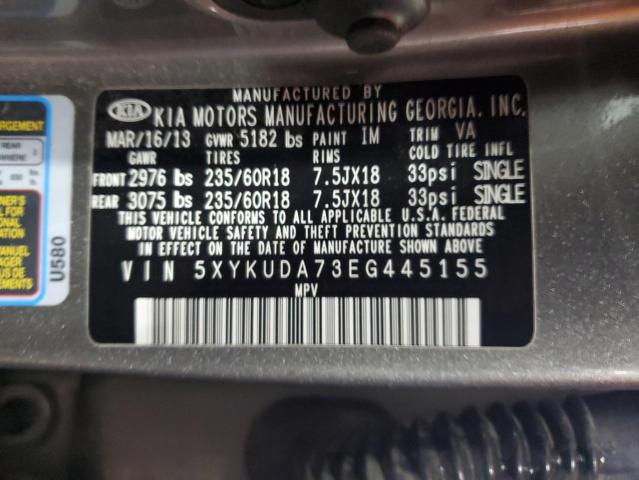 MANUFACTURED BY
KIA KIA MOTORS MANUFACTURING GEORGIA, INC.
MAR/16/13 GVWR 5182 lbs PAINT IM TRIM VA
GAWR TIRES RIMS COLD TIRE INFL
FRONT 2976 lbs 235/60R18 7.5JX18 33psi SINGLE
REAR 3075 lbs 235/60R18 7.5JX18 33psi SINGLE
THIS VEHICLE CONFORMS TO ALL APPLICABLE U.S.A. FEDERAL
MOTOR VEHICLE SAFETY AND THEFT PREVENTION STANDARDS
IN EFFECT ON THE DATE OF MANUFACTURE SHOWN ABOVE
VIN 5XYKUDA73EG445155
MPV
ARGEMENT
REAR
U580